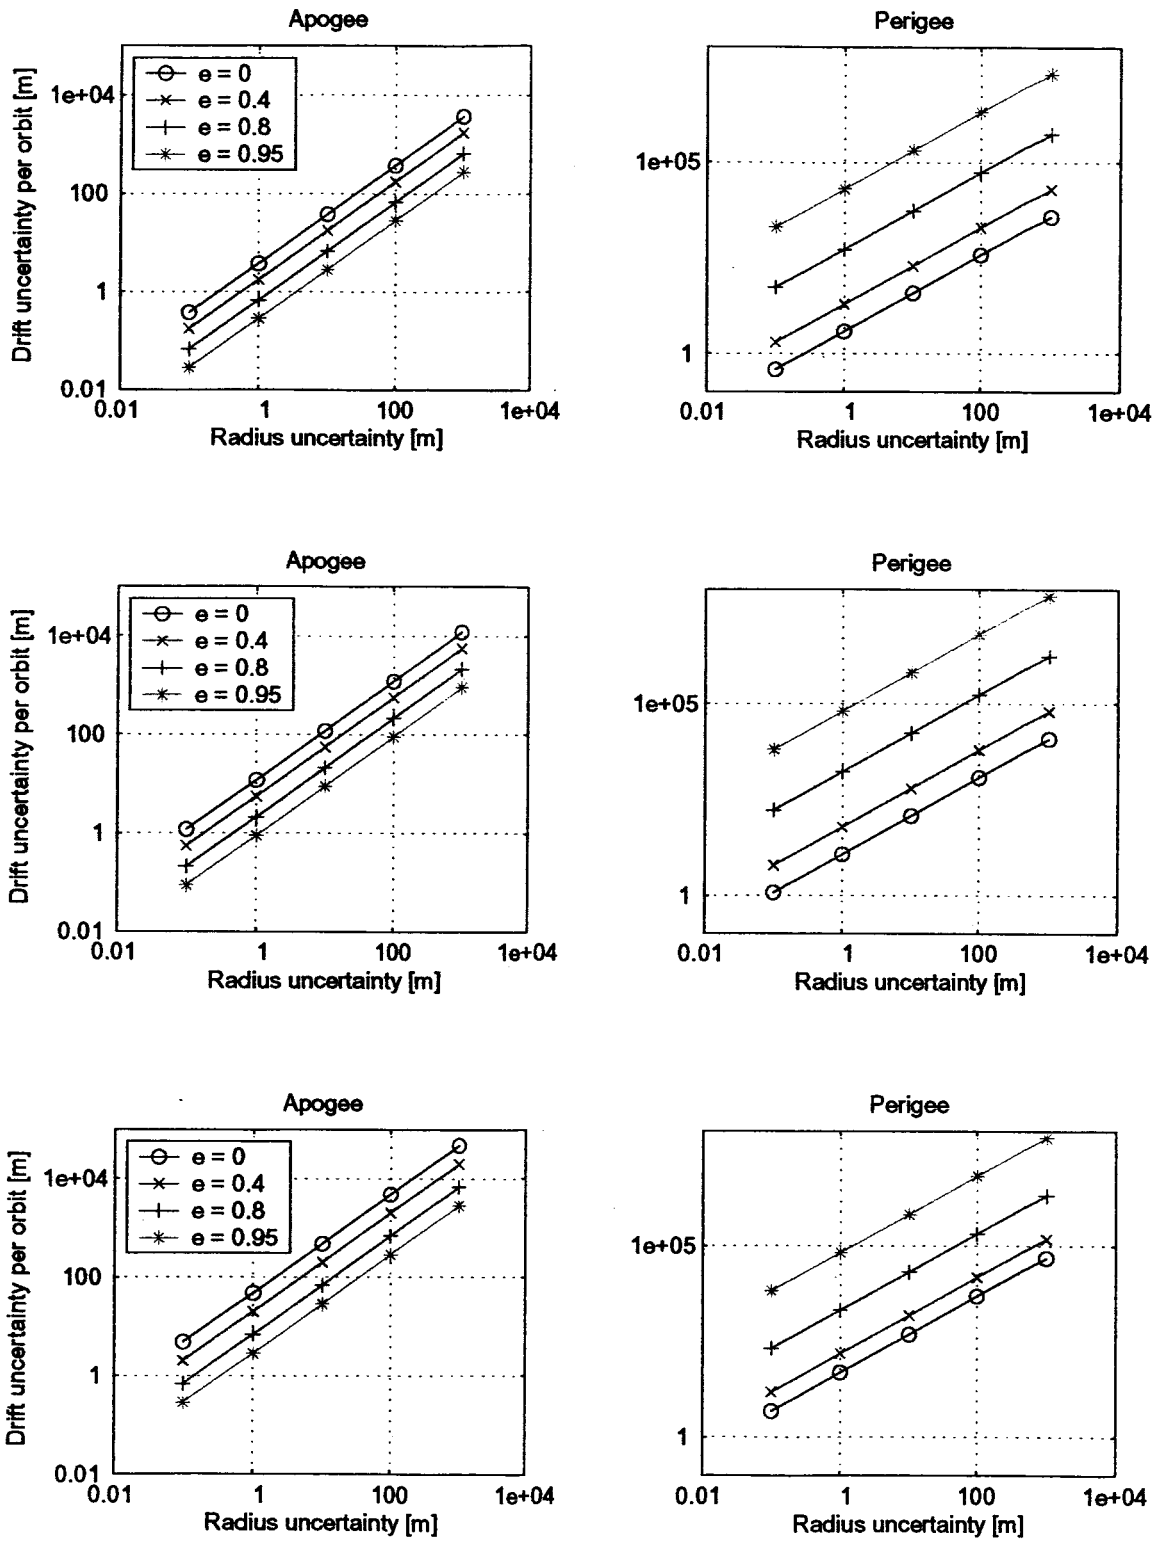 Apogee
Drift uncertainty per orbit [m]
1e+04
100
1
0.01
e = 0
e = 0.4
e = 0.8
e = 0.95
0.01 1 100 1e+04
Radius uncertainty [m]
Perigee
1e+05
1
0.01 1 100 1e+04
Radius uncertainty [m]
Apogee
Drift uncertainty per orbit [m]
1e+04
100
1
0.01
e = 0
e = 0.4
e = 0.8
e = 0.95
0.01 1 100 1e+04
Radius uncertainty [m]
Perigee
1e+05
1
0.01 1 100 1e+04
Radius uncertainty [m]
Apogee
Drift uncertainty per orbit [m]
1e+04
100
1
0.01
e = 0
e = 0.4
e = 0.8
e = 0.95
0.01 1 100 1e+04
Radius uncertainty [m]
Perigee
1e+05
1
0.01 1 100 1e+04
Radius uncertainty [m]